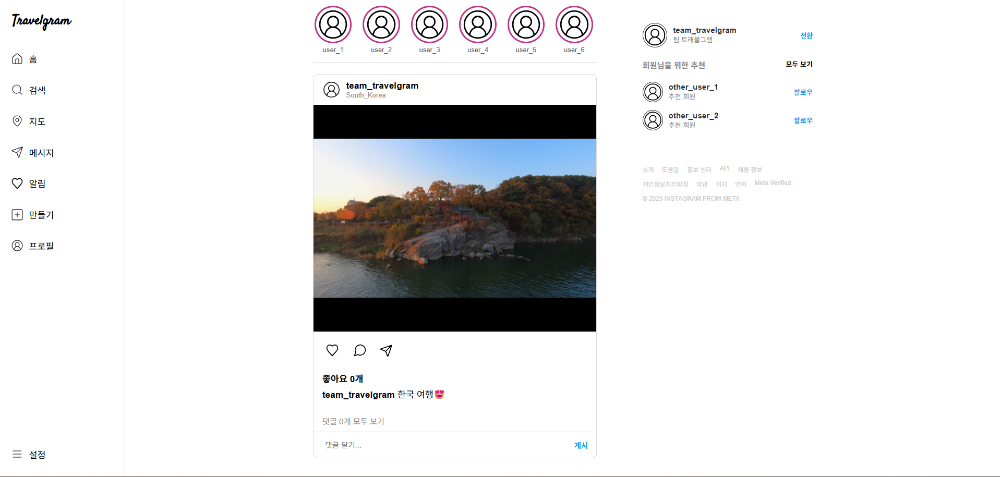 Travelgram
홈
검색
지도
메시지
알림
만들기
프로필
설정
user_1 user_2 user_3 user_4 user_5 user_6
team_travelgram
South_Korea
좋아요 0개
team_travelgram 한국 여행😍
댓글 0개 모두 보기
댓글 달기... 게시
team_travelgram
팀 트래블그램
전환
회원님을 위한 추천 모두 보기
other_user_1
추천 회원
팔로우
other_user_2
추천 회원
팔로우
소개 도움말 홍보 센터 API 채용 정보
개인정보처리방침 약관 위치 언어 Meta Verified
© 2025 INSTAGRAM FROM META